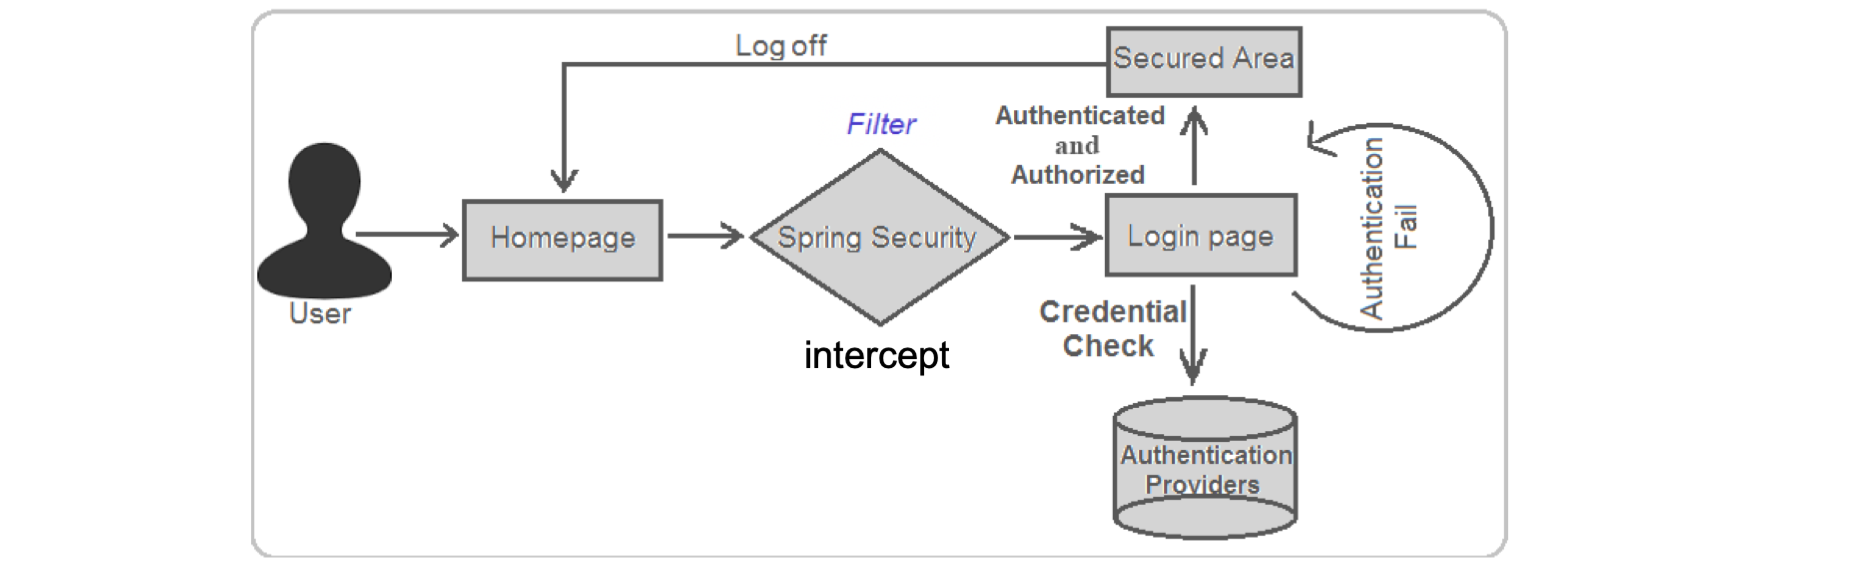 Log off
Secured Area
Filter
Authenticated
and
Authorized
Authentication
Fail
Homepage
Spring Security
Login page
User
intercept
Credential
Check
Authentication
Providers